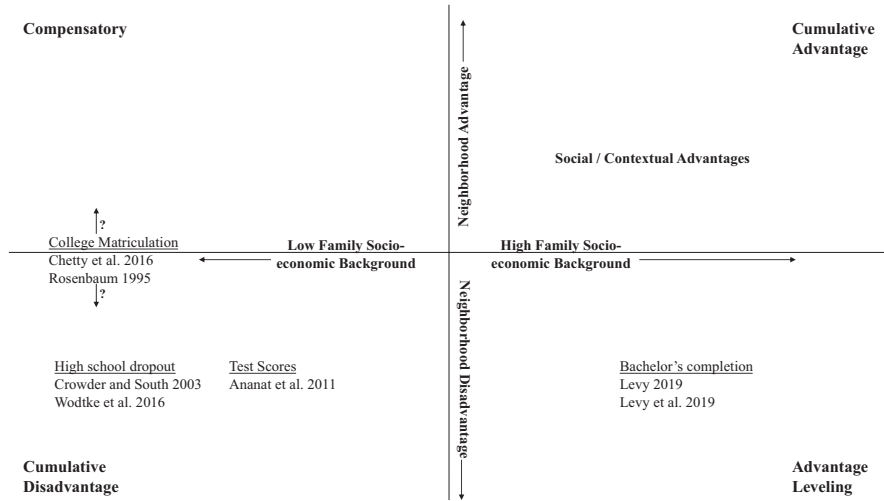 Compensatory
Cumulative
Advantage
Neighborhood Advantage
Social / Contextual Advantages
?
College Matriculation
Chetty et al. 2016
Rosenbaum 1995
?
Low Family Socio-
economic Background
High Family Socio-
economic Background
Neighborhood Disadvantage
High school dropout
Crowder and South 2003
Wodtke et al. 2016
Test Scores
Ananat et al. 2011
Bachelor’s completion
Levy 2019
Levy et al. 2019
Cumulative
Disadvantage
Advantage
Leveling